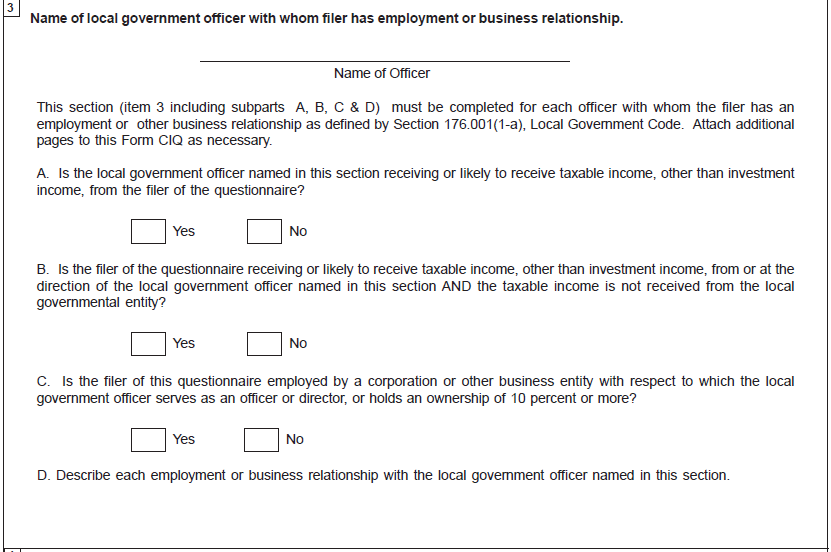 3
Name of local government officer with whom filer has employment or business relationship.
Name of Officer
This section (item 3 including subparts A, B, C & D) must be completed for each officer with whom the filer has an
employment or other business relationship as defined by Section 176.001(1-a), Local Government Code. Attach additional
pages to this Form CIQ as necessary.
A. Is the local government officer named in this section receiving or likely to receive taxable income, other than investment
income, from the filer of the questionnaire?
Yes No
B. Is the filer of the questionnaire receiving or likely to receive taxable income, other than investment income, from or at the
direction of the local government officer named in this section AND the taxable income is not received from the local
governmental entity?
Yes No
C. Is the filer of this questionnaire employed by a corporation or other business entity with respect to which the local
government officer serves as an officer or director, or holds an ownership of 10 percent or more?
Yes No
D. Describe each employment or business relationship with the local government officer named in this section.